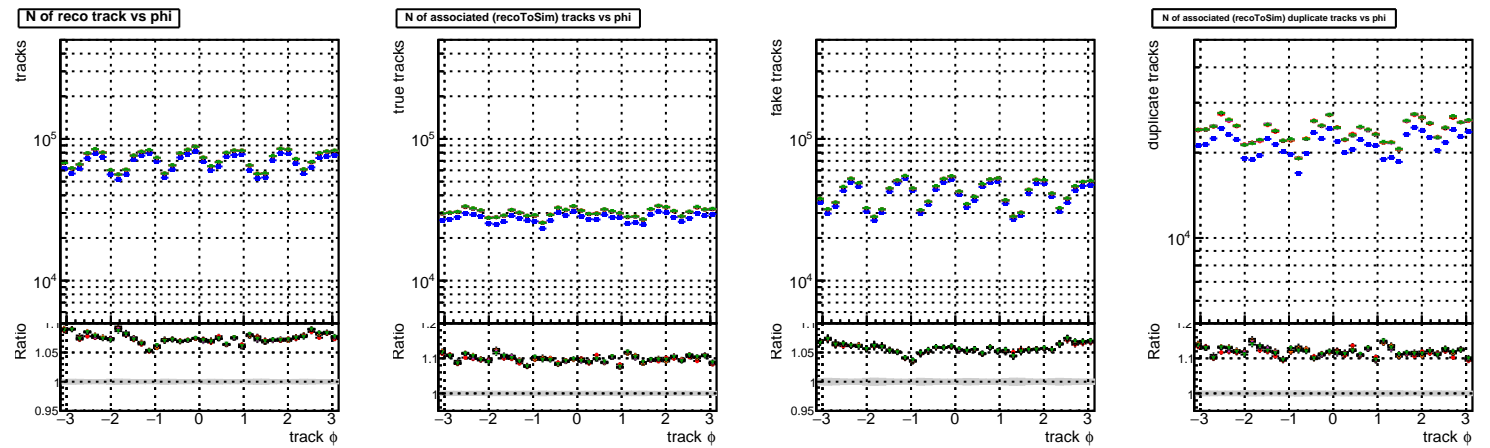 N of reco track vs phi
tracks
10^5
10^4
Ratio
1.1
1.05
1
0.95
−3 −2 −1 0 1 2 3
track ϕ
N of associated (recoToSim) tracks vs phi
true tracks
10^5
10^4
Ratio
1.2
1.1
1
−3 −2 −1 0 1 2 3
track ϕ
fake tracks
10^5
10^4
Ratio
1.1
1.05
1
0.95
−3 −2 −1 0 1 2 3
track ϕ
N of associated (recoToSim) duplicate tracks vs phi
duplicate tracks
10^4
Ratio
1.2
1.1
1
−3 −2 −1 0 1 2 3
track ϕ